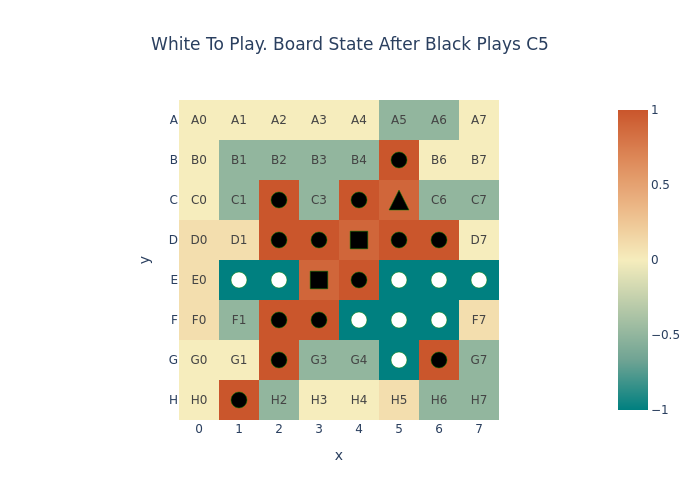 White To Play. Board State After Black Plays C5
A A0 A1 A2 A3 A4 A5 A6 A7
B B0 B1 B2 B3 B4 B6 B7
C C0 C1 C3 C6 C7
D D0 D1 D7
E E0
F F0 F1 F7
G G0 G1 G3 G4 G7
H H0 H2 H3 H4 H5 H6 H7
0 1 2 3 4 5 6 7
x
y
1
0.5
0
−0.5
−1